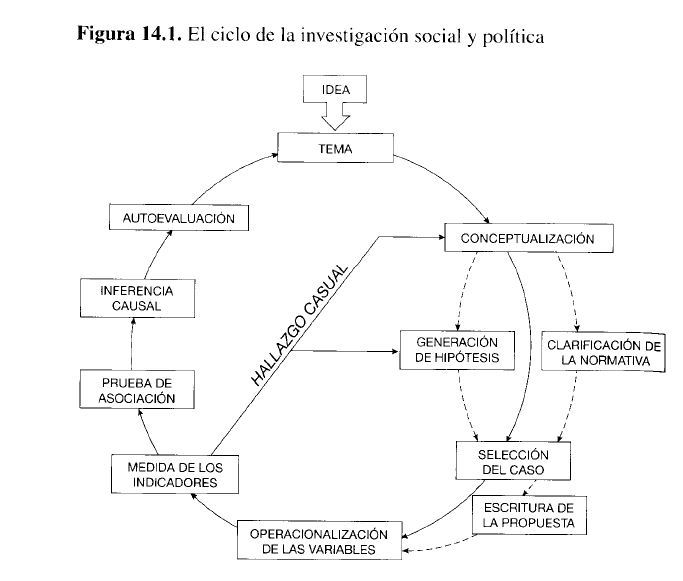 Figura 14.1. El ciclo de la investigación social y política
IDEA
TEMA
AUTOEVALUACIÓN
CONCEPTUALIZACIÓN
INFERENCIA
CAUSAL
HALLAZGO CASUAL
GENERACIÓN
DE HIPÓTESIS
CLARIFICACIÓN DE
LA NORMATIVA
PRUEBA DE
ASOCIACIÓN
MEDIDA DE LOS
INDICADORES
SELECCIÓN
DEL CASO
ESCRITURA DE
LA PROPUESTA
OPERACIONALIZACIÓN
DE LAS VARIABLES